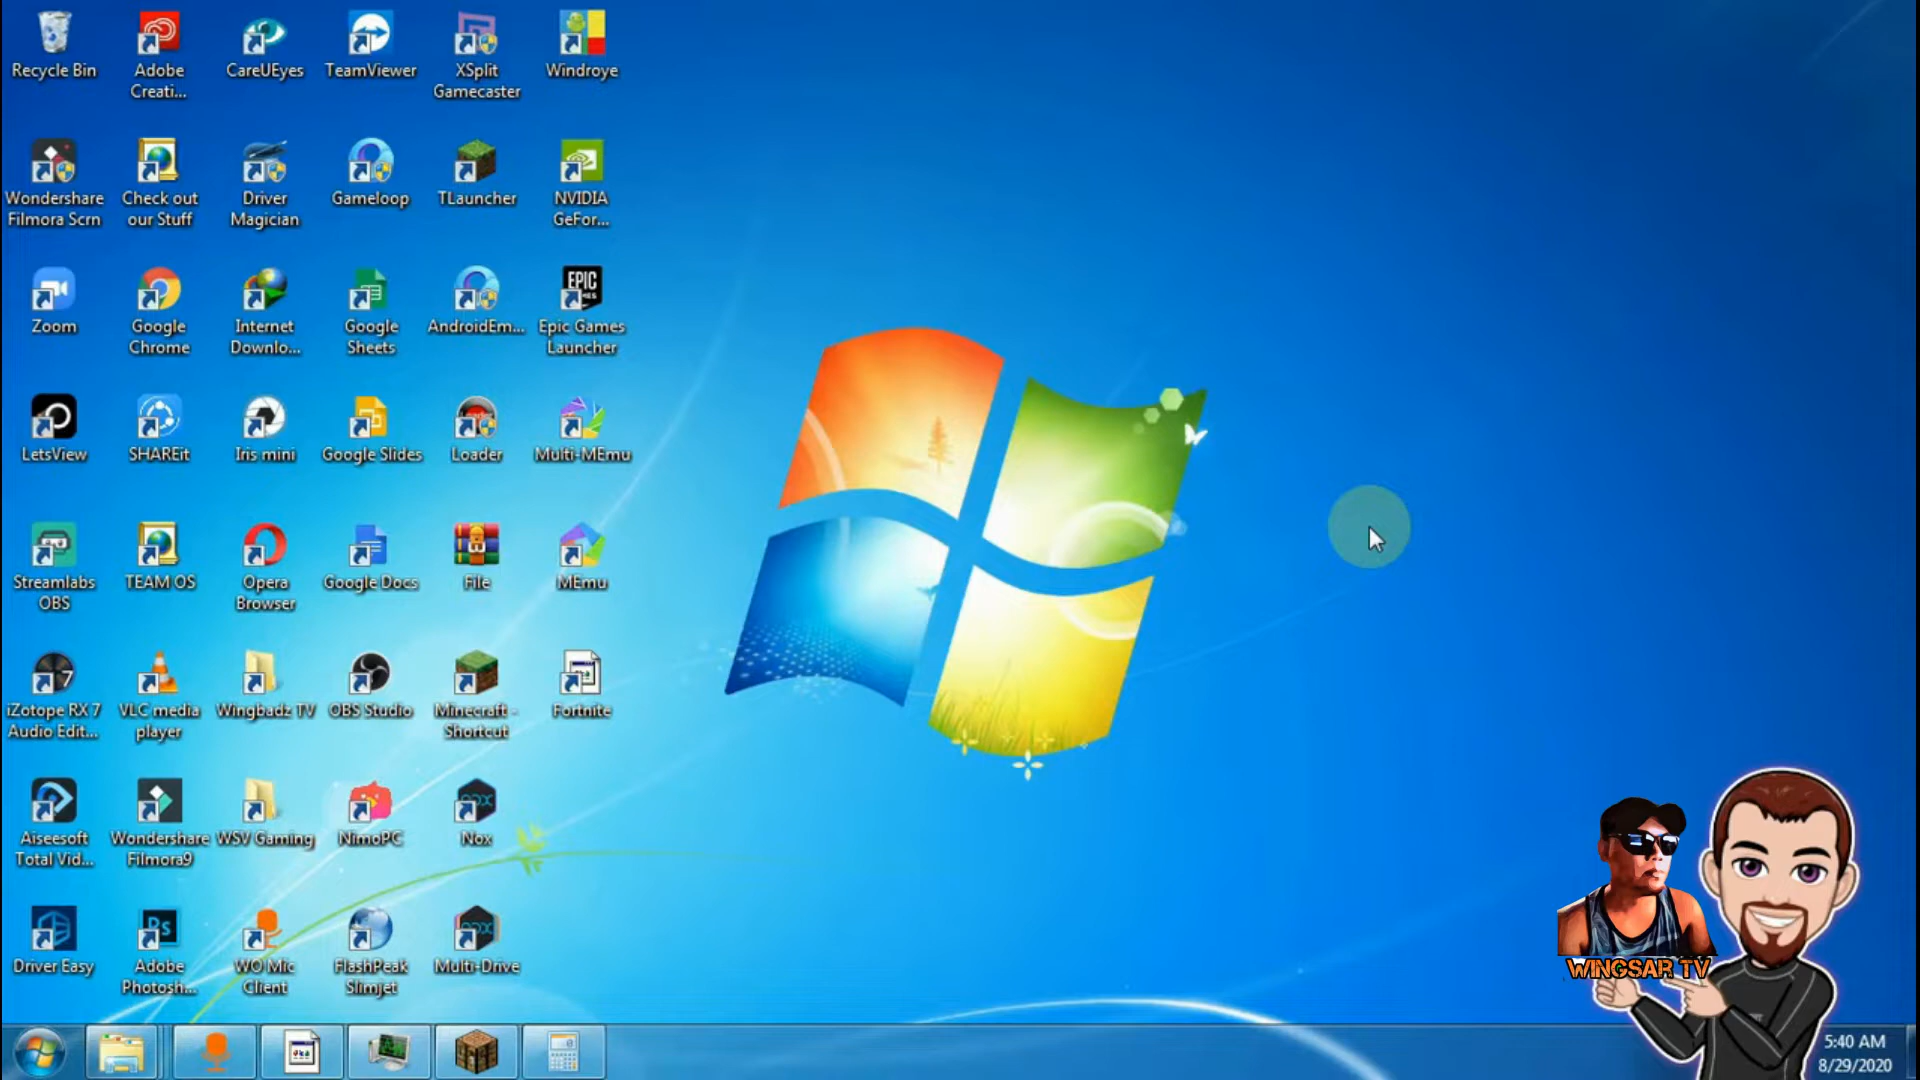 Recycle Bin
Adobe
Creati...
CareUEyes
TeamViewer
XSplit
Gamecaster
Windroye
Wondershare
Filmora Scrn
Check out
our Stuff
Driver
Magician
Gameloop
TLauncher
NVIDIA
GeFor...
Zoom
Google
Chrome
Internet
Downlo...
Google
Sheets
AndroidEm...
EPIC
Epic Games
Launcher
LetsView
SHAREit
Iris mini
Google Slides
Loader
Multi-MEmu
Streamlabs
OBS
TEAM OS
Opera
Browser
Google Docs
File
MEmu
7
iZotope RX 7
Audio Edit...
VLC media
player
Wingbadz TV
OBS Studio
Minecraft -
Shortcut
Fortnite
Aiseesoft
Total Vid...
Wondershare
Filmora9
WSV Gaming
NimoPC
Nox
Driver Easy
Ps
Adobe
Photosh...
WO Mic
Client
FlashPeak
Slimjet
Multi-Drive
WINGSAR TV
5:40 AM
8/29/2020